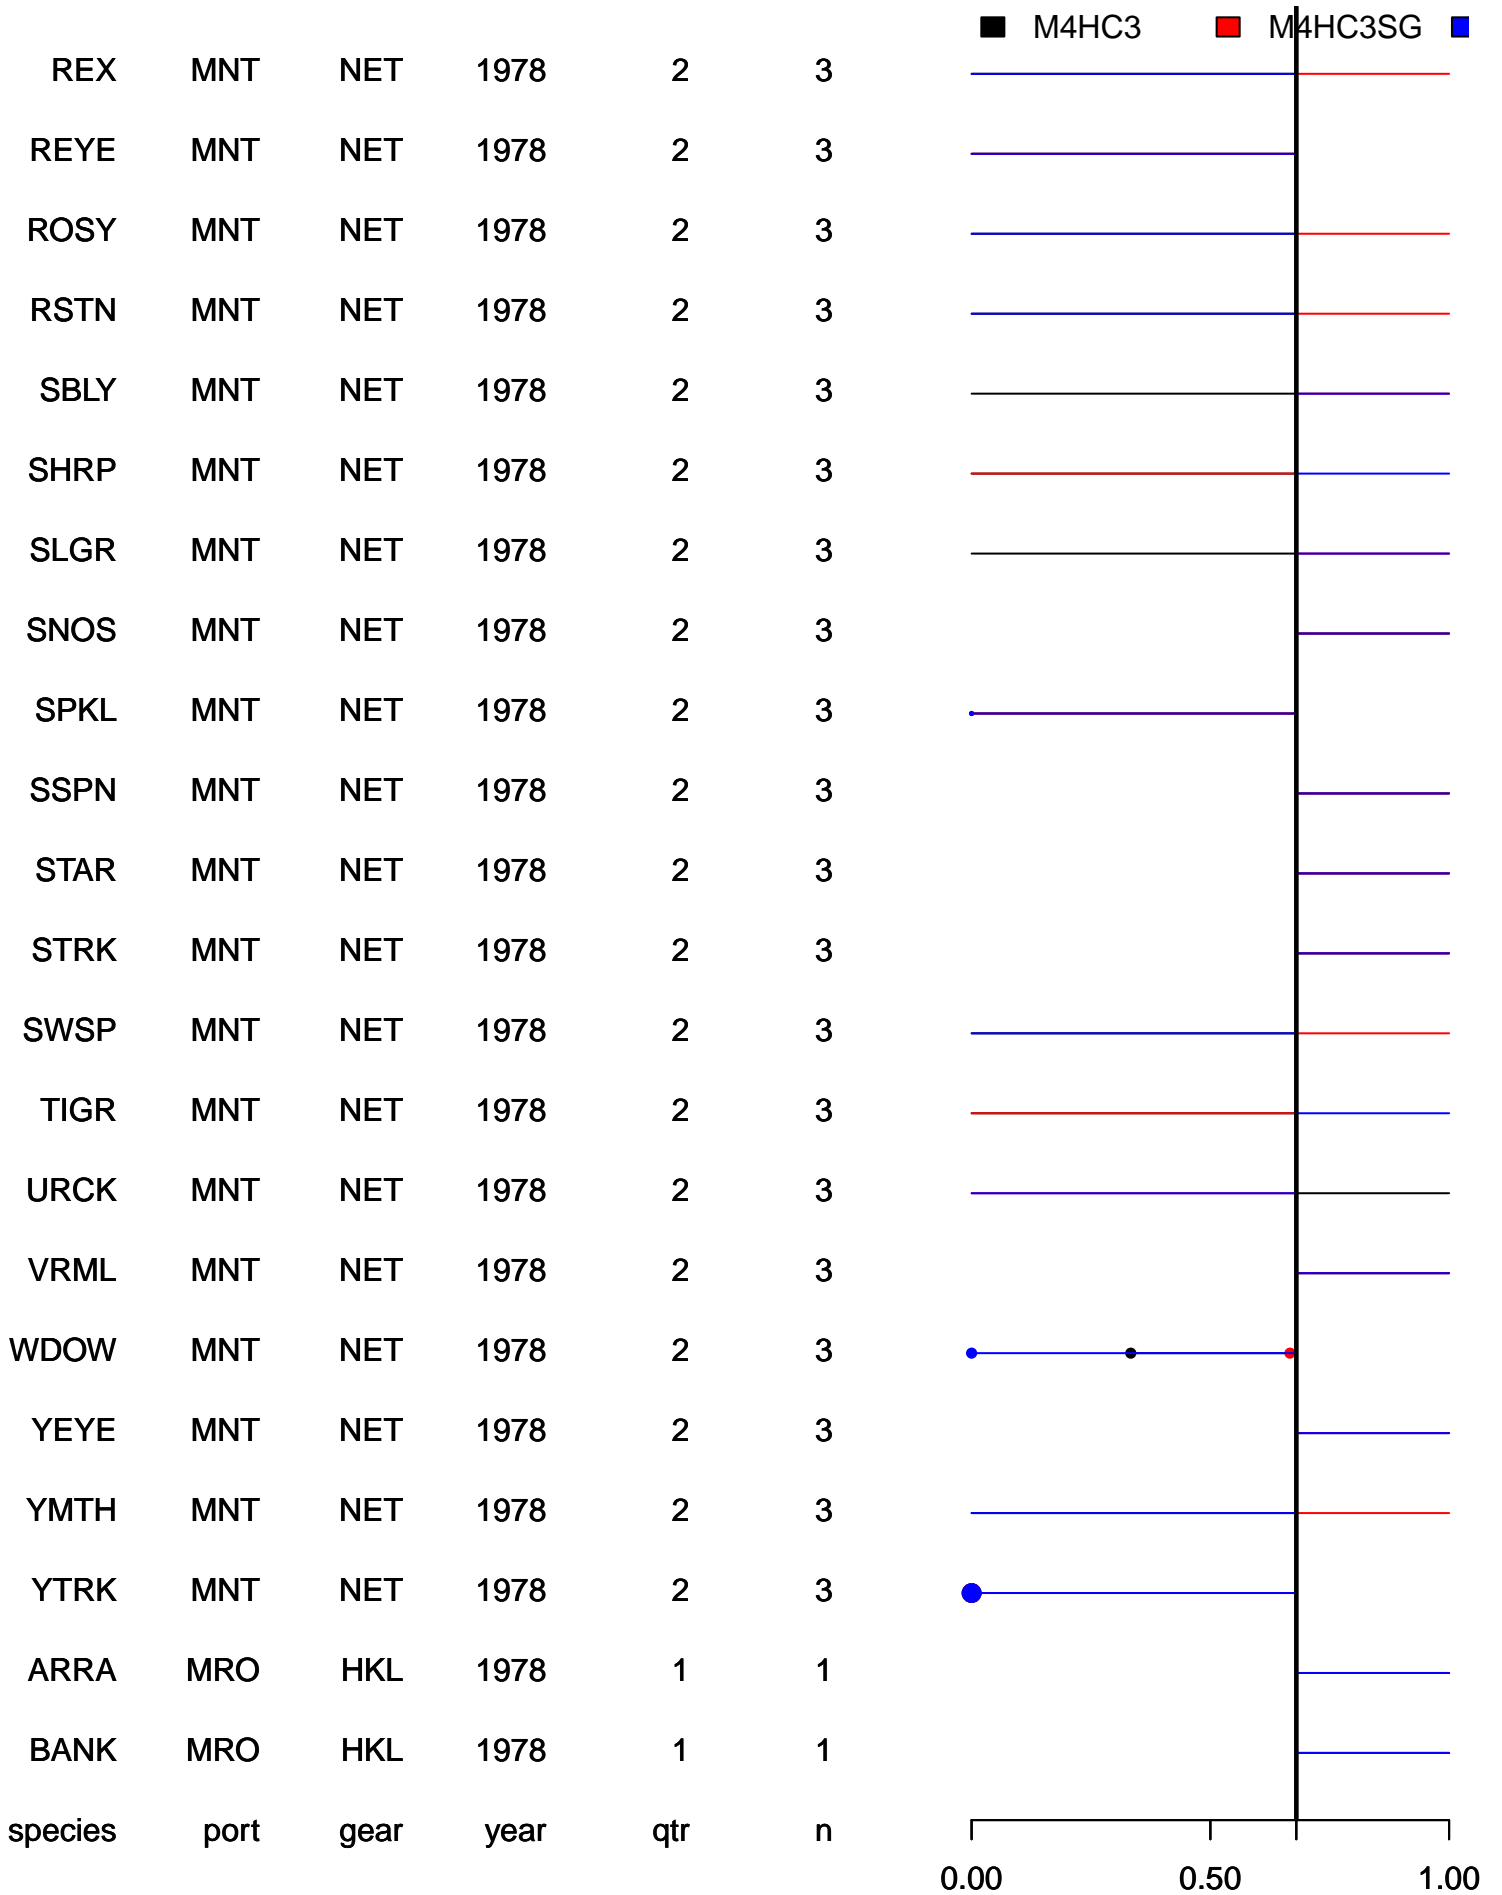 M4HC3 M4HC3SG
REX MNT NET 1978 2 3
REYE MNT NET 1978 2 3
ROSY MNT NET 1978 2 3
RSTN MNT NET 1978 2 3
SBLY MNT NET 1978 2 3
SHRP MNT NET 1978 2 3
SLGR MNT NET 1978 2 3
SNOS MNT NET 1978 2 3
SPKL MNT NET 1978 2 3
SSPN MNT NET 1978 2 3
STAR MNT NET 1978 2 3
STRK MNT NET 1978 2 3
SWSP MNT NET 1978 2 3
TIGR MNT NET 1978 2 3
URCK MNT NET 1978 2 3
VRML MNT NET 1978 2 3
WDOW MNT NET 1978 2 3
YEYE MNT NET 1978 2 3
YMTH MNT NET 1978 2 3
YTRK MNT NET 1978 2 3
ARRA MRO HKL 1978 1 1
BANK MRO HKL 1978 1 1
species port gear year qtr n
0.00 0.50 1.00